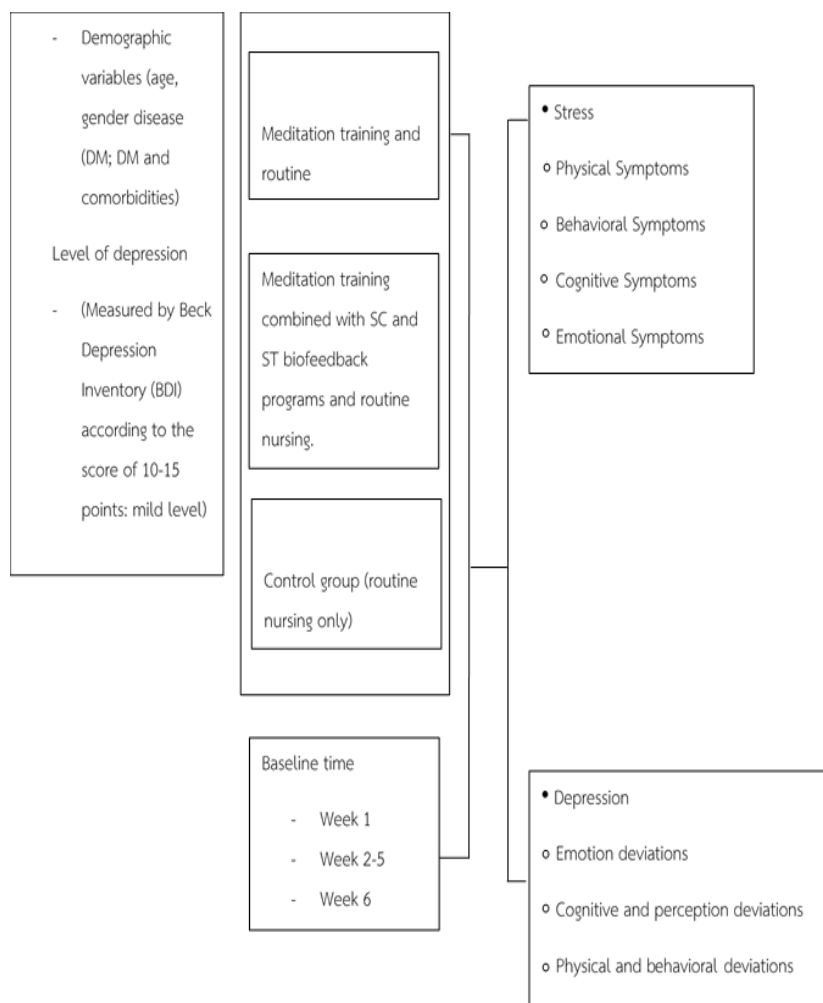 - Demographic
variables (age,
gender disease
(DM; DM and
comorbidities)
Level of depression
- (Measured by Beck
Depression
Inventory (BDI)
according to the
score of 10-15
points: mild level)
Meditation training and
routine
Meditation training
combined with SC and
ST biofeedback
programs and routine
nursing.
Control group (routine
nursing only)
Baseline time
- Week 1
- Week 2-5
- Week 6
• Stress
o Physical Symptoms
o Behavioral Symptoms
o Cognitive Symptoms
o Emotional Symptoms
• Depression
o Emotion deviations
o Cognitive and perception deviations
o Physical and behavioral deviations